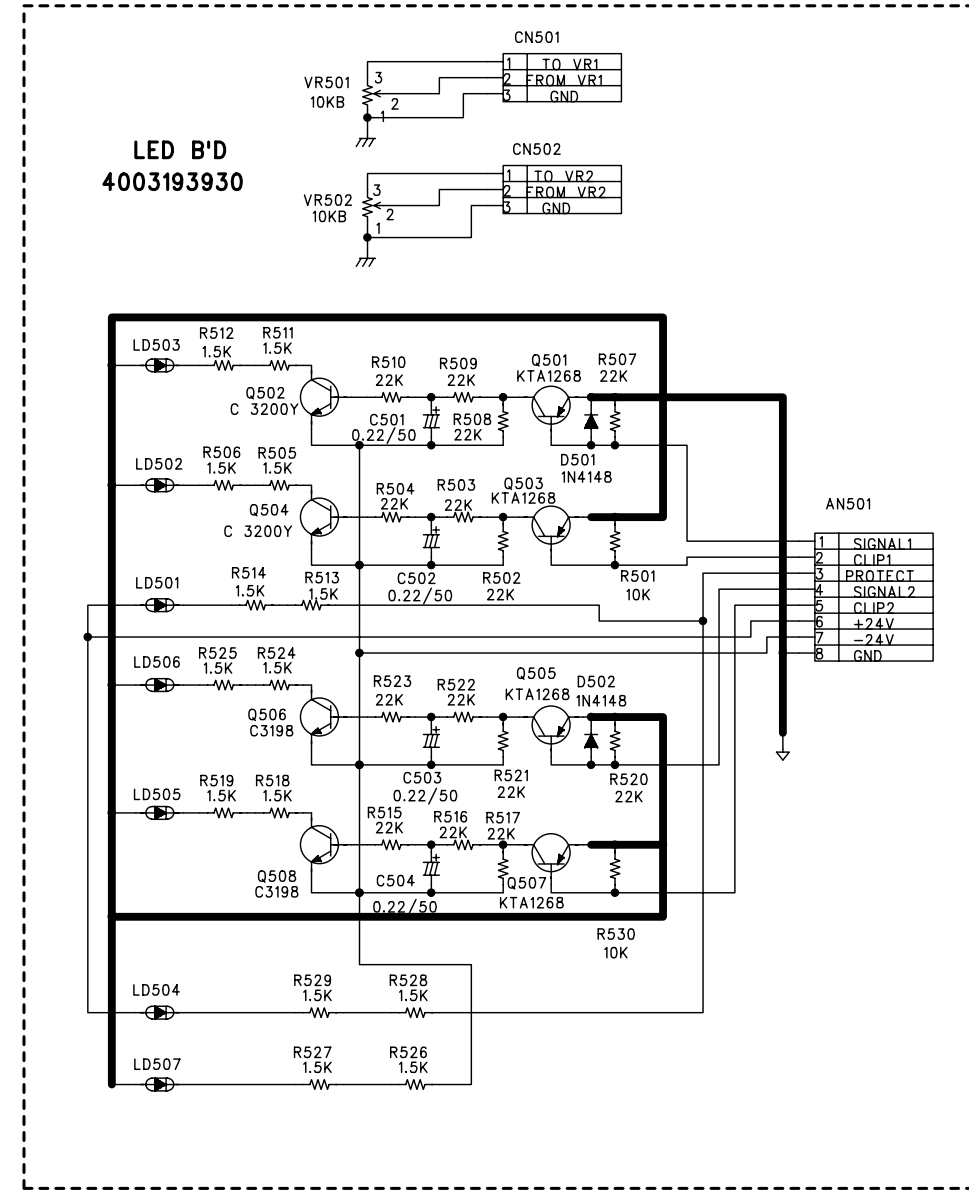 CN501
1 TO VR1
2 FROM VR1
3 GND
VR501
10KB
3
2
1
LED B'D
4003193930
CN502
1 TO VR2
2 FROM VR2
3 GND
VR502
10KB
3
2
1
LD503
R512
1.5K
R511
1.5K
Q502
C 3200Y
R510
22K
R509
22K
Q501
KTA1268
R507
22K
C501
0.22/50
+
R508
22K
D501
1N4148
LD502
R506
1.5K
R505
1.5K
Q504
C 3200Y
R504
22K
R503
22K
Q503
KTA1268
C502
0.22/50
+
R502
22K
R501
10K
AN501
1 SIGNAL1
2 CLIP1
3 PROTECT
4 SIGNAL2
5 CLIP2
6 +24V
7 -24V
8 GND
LD501
R514
1.5K
R513
1.5K
LD506
R525
1.5K
R524
1.5K
Q506
C3198
R523
22K
R522
22K
Q505
KTA1268
D502
1N4148
C503
0.22/50
+
R521
22K
R520
22K
LD505
R519
1.5K
R518
1.5K
Q508
C3198
R515
22K
R516
22K
R517
22K
C504
0.22/50
+
Q507
KTA1268
R530
10K
LD504
R529
1.5K
R528
1.5K
LD507
R527
1.5K
R526
1.5K